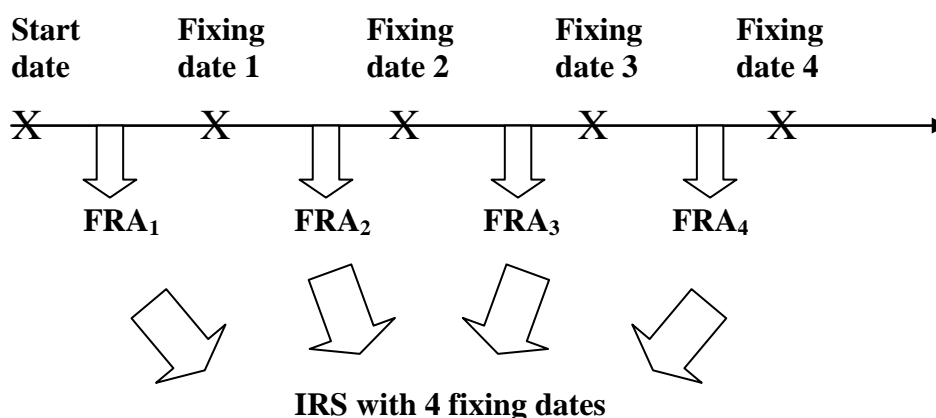 Start Fixing Fixing Fixing Fixing
date date 1 date 2 date 3 date 4
X X X X X
FRA₁ FRA₂ FRA₃ FRA₄
IRS with 4 fixing dates